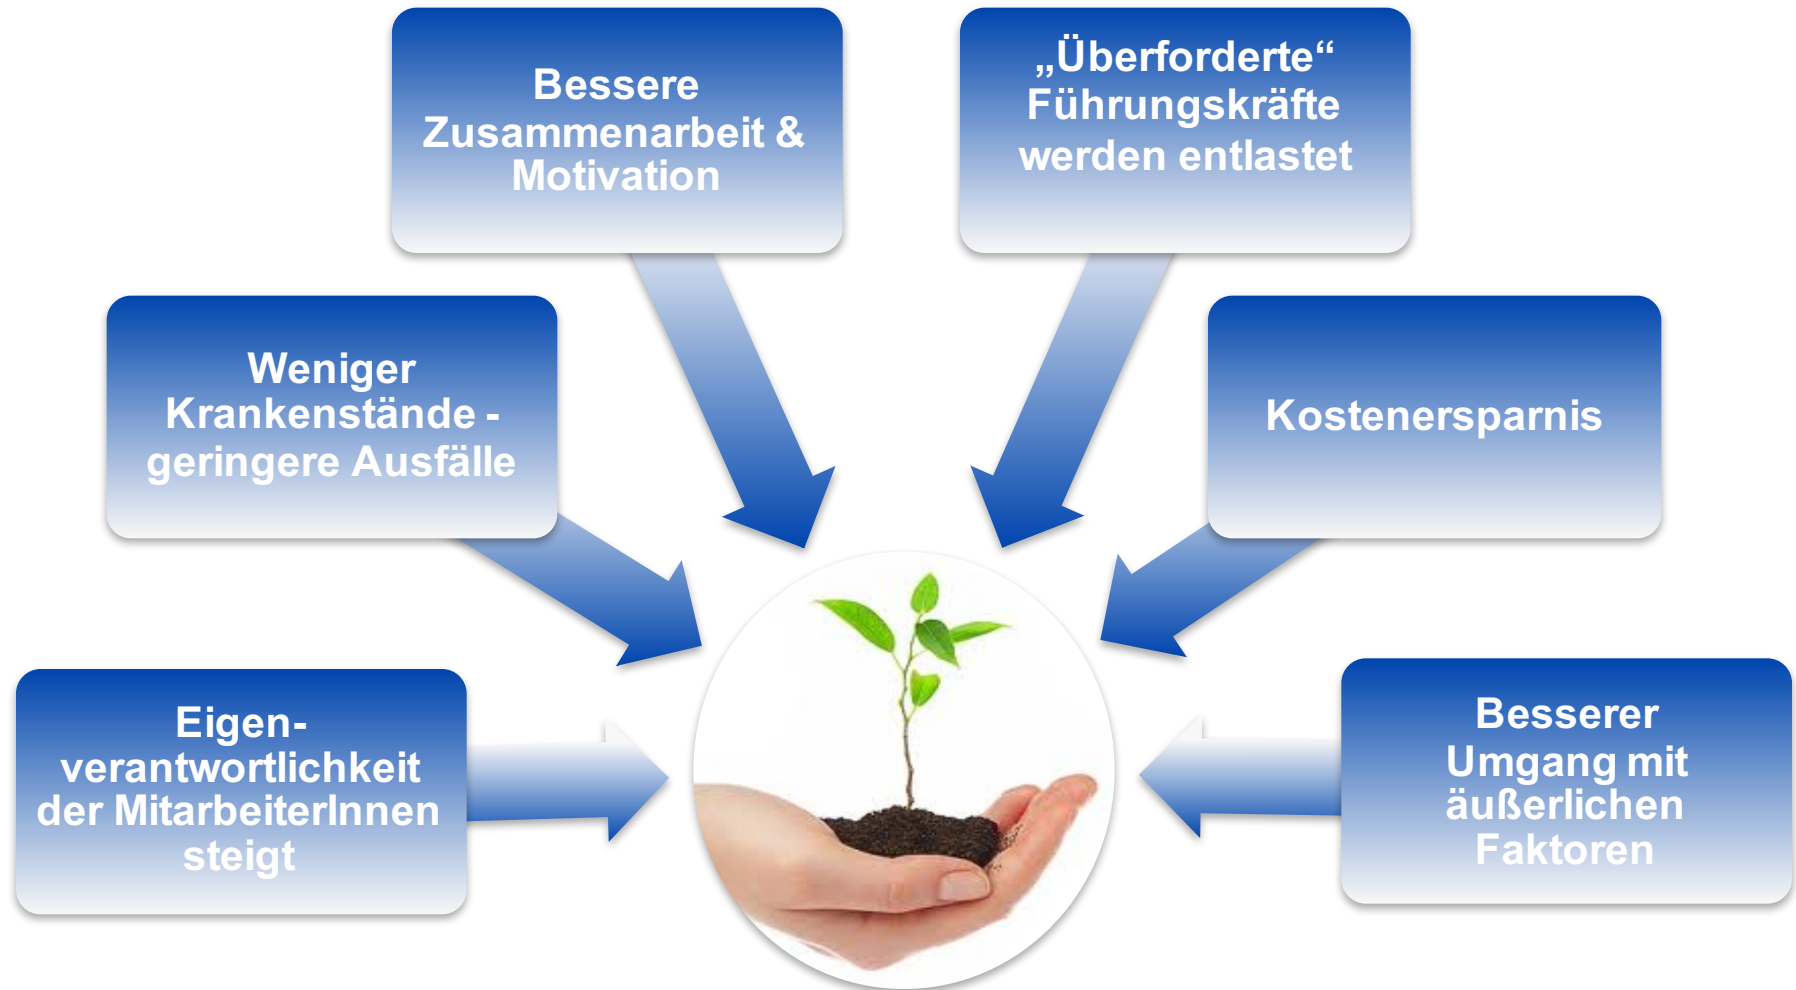 Bessere
Zusammenarbeit &
Motivation
„Überforderte“
Führungskräfte
werden entlastet
Weniger
Krankenstände -
geringere Ausfälle
Kostenersparnis
Eigen-
verantwortlichkeit
der MitarbeiterInnen
steigt
Besserer
Umgang mit
äußerlichen
Faktoren